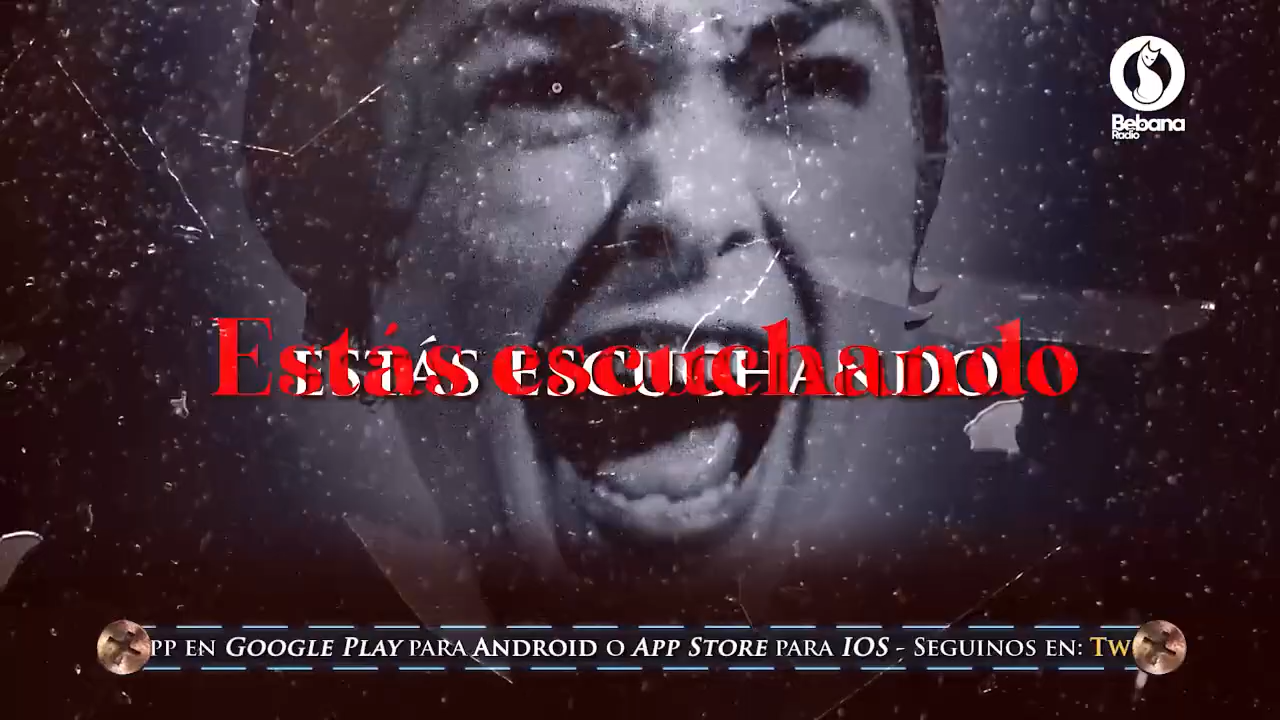 Bebana
Radio
Estás escuchando
ESTÁS ESCUCHANDO
PP EN GOOGLE PLAY PARA ANDROID O APP STORE PARA IOS - SEGUINOS EN: TW